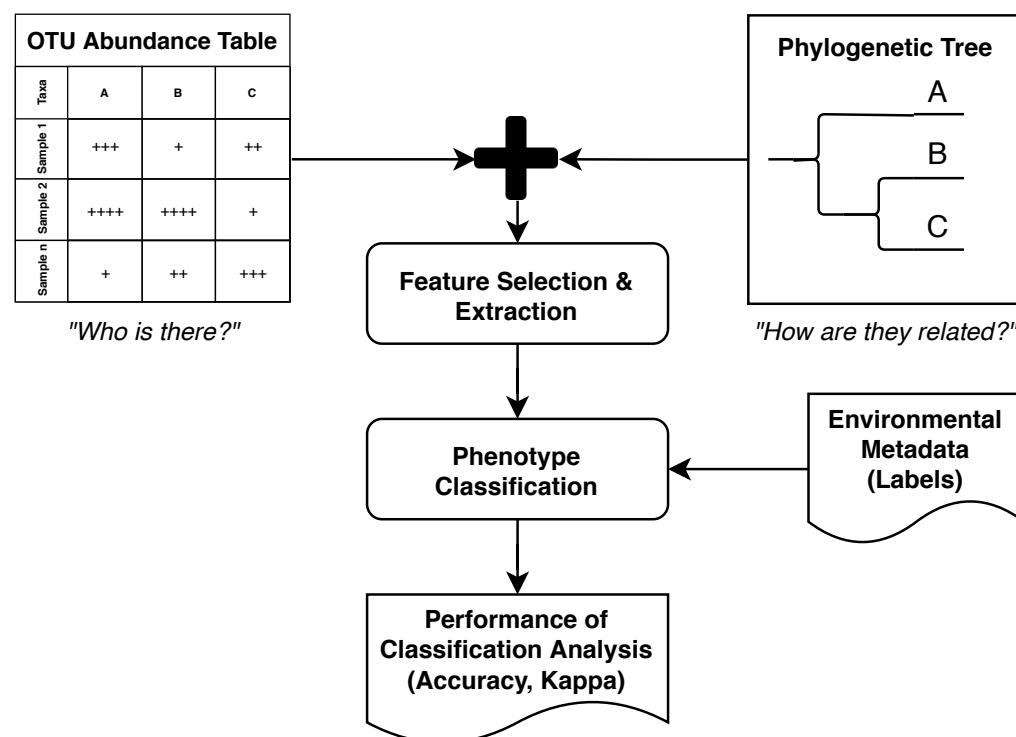 OTU Abundance Table
Taxa A B C
Sample 1 +++ + ++
Sample 2 ++++ ++++ +
Sample n + ++ +++
"Who is there?"
Phylogenetic Tree
A
B
C
"How are they related?"
Feature Selection &
Extraction
Phenotype
Classification
Environmental
Metadata
(Labels)
Performance of
Classification Analysis
(Accuracy, Kappa)